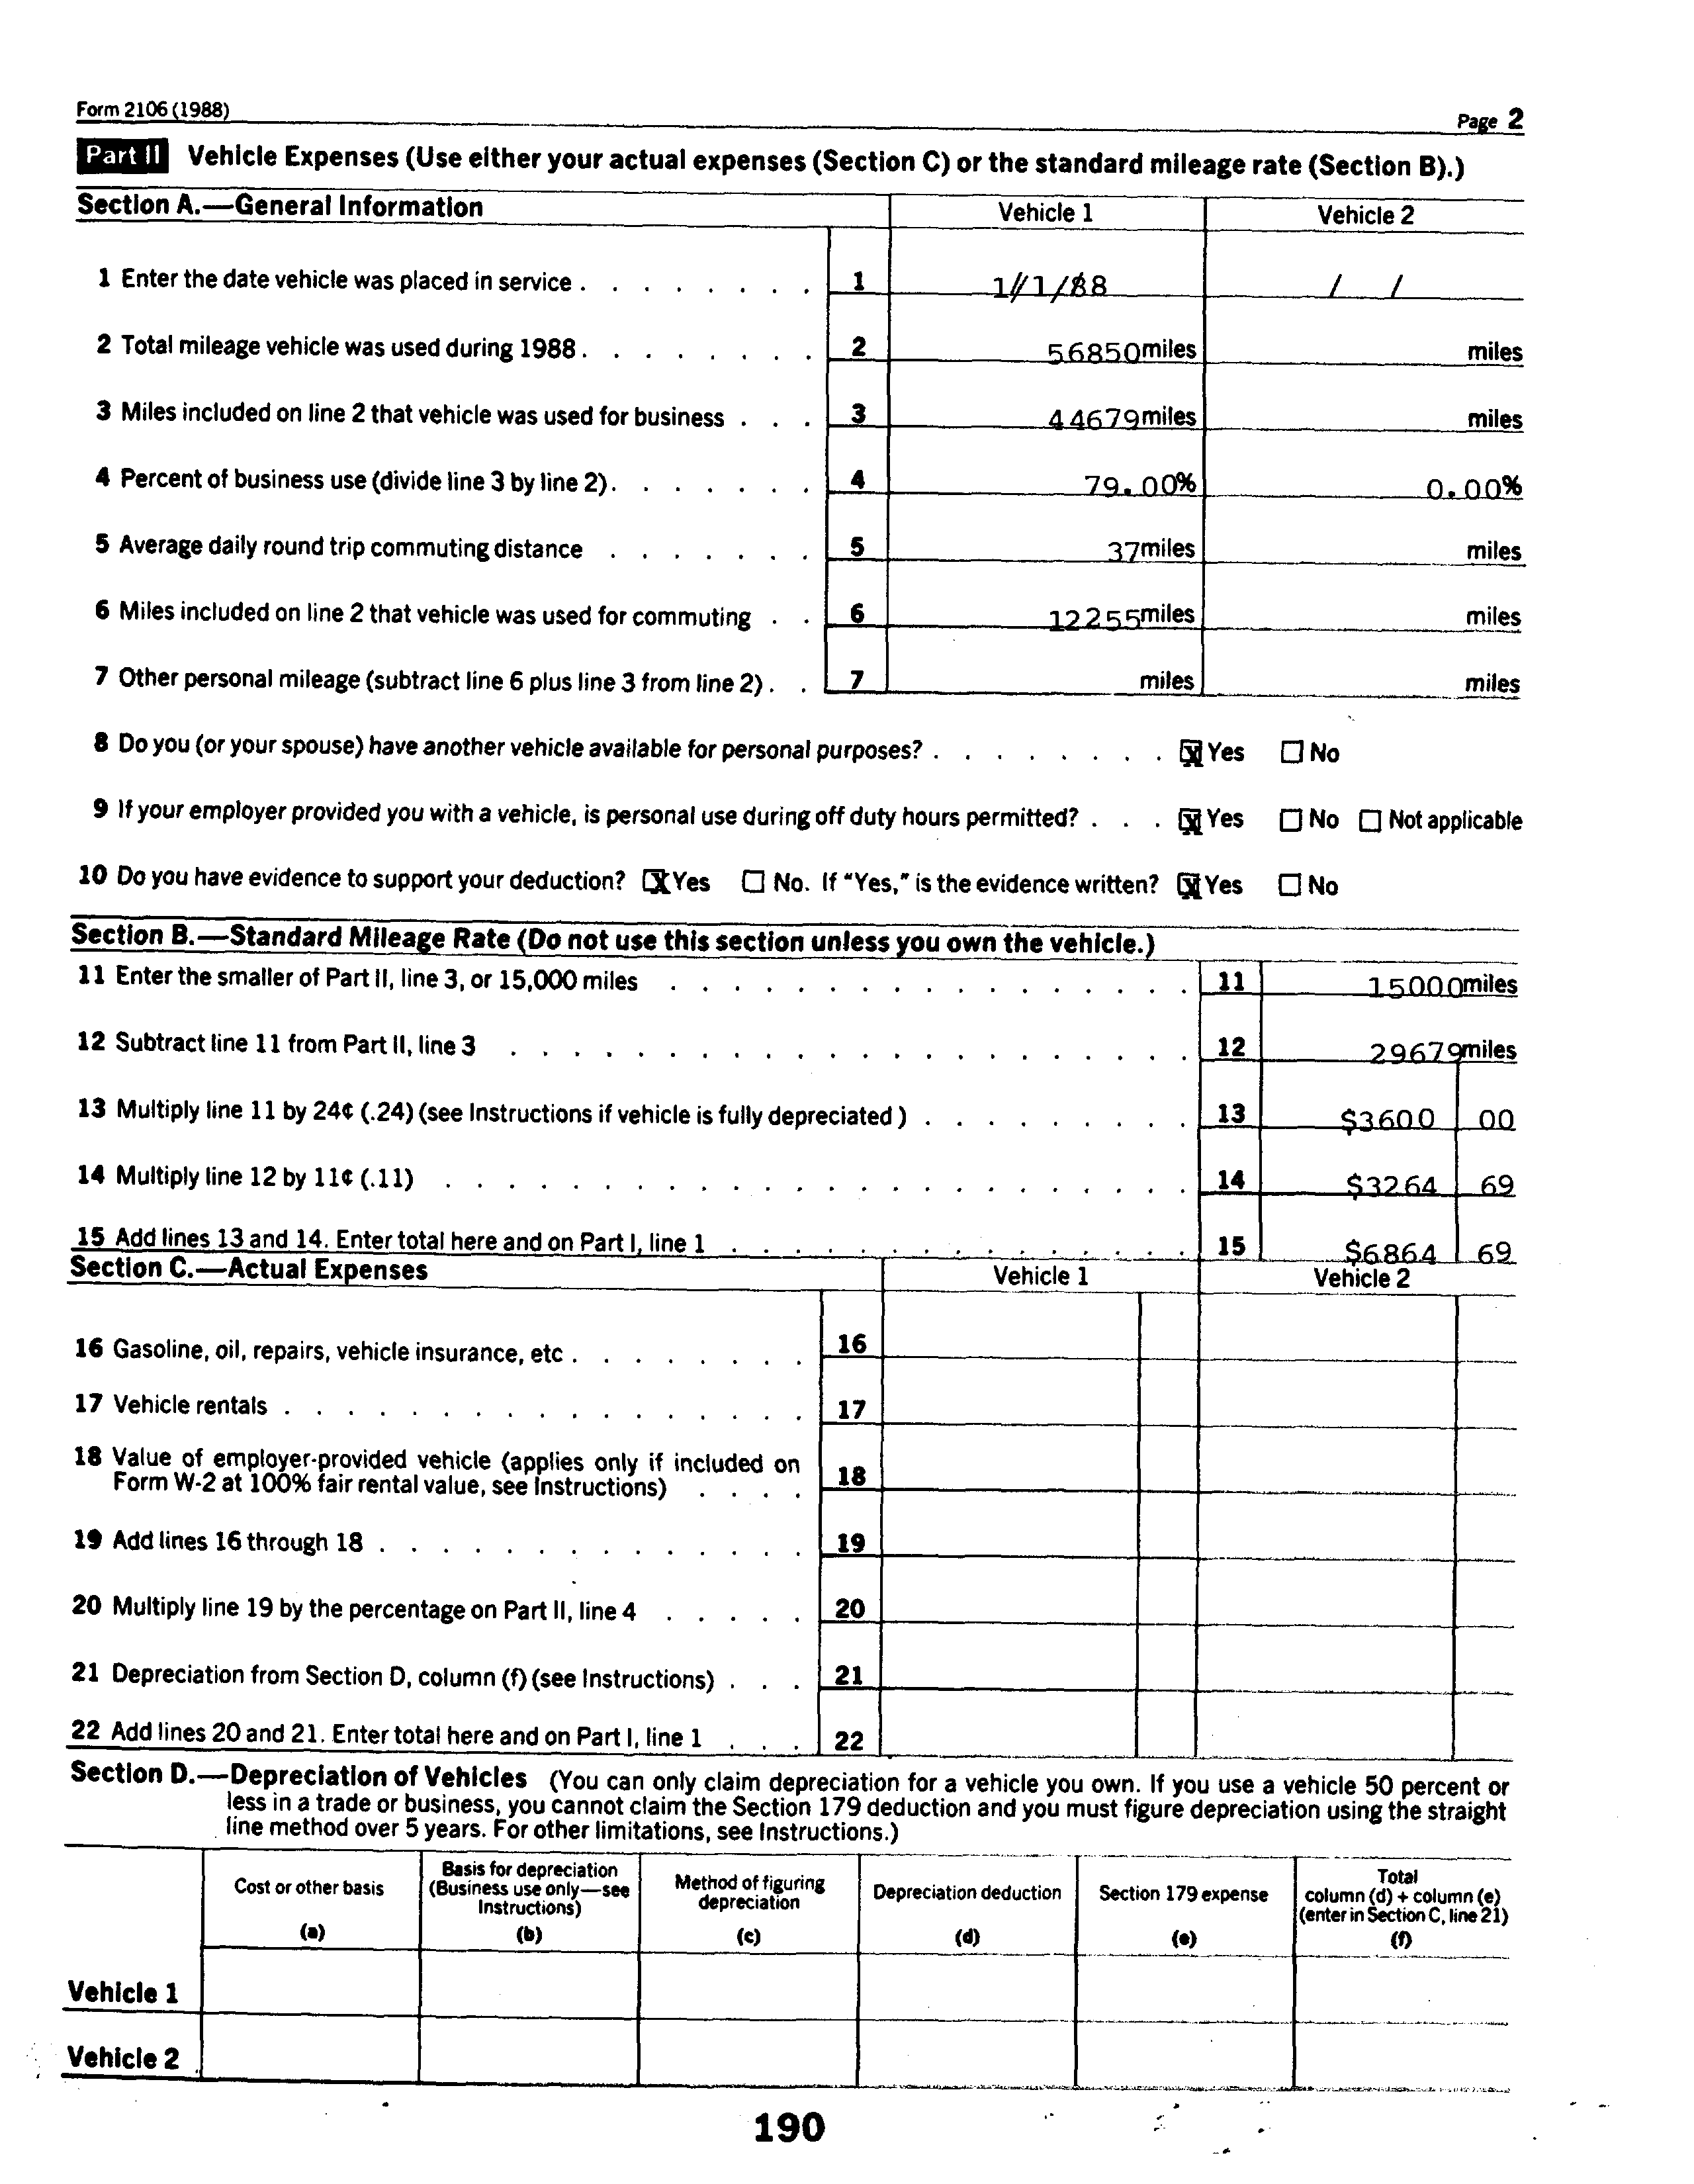 Form 2106 (1988)
Page 2
Part II Vehicle Expenses (Use either your actual expenses (Section C) or the standard mileage rate (Section B).)
Section A.—General Information Vehicle 1 Vehicle 2
1 Enter the date vehicle was placed in service . . . . . . . . 1 1//1/88 / /
2 Total mileage vehicle was used during 1988 . . . . . . . . 2 56850miles miles
3 Miles included on line 2 that vehicle was used for business . . . 3 44679miles miles
4 Percent of business use (divide line 3 by line 2) . . . . . . . 4 79.00% 0.00%
5 Average daily round trip commuting distance . . . . . . . 5 37miles miles
6 Miles included on line 2 that vehicle was used for commuting . . 6 12255miles miles
7 Other personal mileage (subtract line 6 plus line 3 from line 2) . . 7 miles miles
8 Do you (or your spouse) have another vehicle available for personal purposes? . . . . . . . . ☒ Yes ☐ No
9 If your employer provided you with a vehicle, is personal use during off duty hours permitted? . . . ☒ Yes ☐ No ☐ Not applicable
10 Do you have evidence to support your deduction? ☒ Yes ☐ No. If "Yes," is the evidence written? ☒ Yes ☐ No
Section B.—Standard Mileage Rate (Do not use this section unless you own the vehicle.)
11 Enter the smaller of Part II, line 3, or 15,000 miles . . . . . . . . . . . . . . . . . 11 15000miles
12 Subtract line 11 from Part II, line 3 . . . . . . . . . . . . . . . . . . . . . . 12 29679miles
13 Multiply line 11 by 24¢ (.24) (see Instructions if vehicle is fully depreciated ) . . . . . . . . . 13 $3600 00
14 Multiply line 12 by 11¢ (.11) . . . . . . . . . . . . . . . . . . . . . . . . 14 $3264 69
15 Add lines 13 and 14. Enter total here and on Part I, line 1 . . . . . . . . . . . . . . . 15 $6864 69
Section C.—Actual Expenses Vehicle 1 Vehicle 2
16 Gasoline, oil, repairs, vehicle insurance, etc . . . . . . . . 16
17 Vehicle rentals . . . . . . . . . . . . . . . . . 17
18 Value of employer-provided vehicle (applies only if included on
Form W-2 at 100% fair rental value, see Instructions) . . . . 18
19 Add lines 16 through 18 . . . . . . . . . . . . . . 19
20 Multiply line 19 by the percentage on Part II, line 4 . . . . . 20
21 Depreciation from Section D, column (f) (see Instructions) . . . 21
22 Add lines 20 and 21. Enter total here and on Part I, line 1 . . . 22
Section D.—Depreciation of Vehicles (You can only claim depreciation for a vehicle you own. If you use a vehicle 50 percent or
less in a trade or business, you cannot claim the Section 179 deduction and you must figure depreciation using the straight
line method over 5 years. For other limitations, see Instructions.)
Cost or other basis
(a)
Basis for depreciation
(Business use only—see
Instructions)
(b)
Method of figuring
depreciation
(c)
Depreciation deduction
(d)
Section 179 expense
(e)
Total
column (d) + column (e)
(enter in Section C, line 21)
(f)
Vehicle 1
Vehicle 2
190